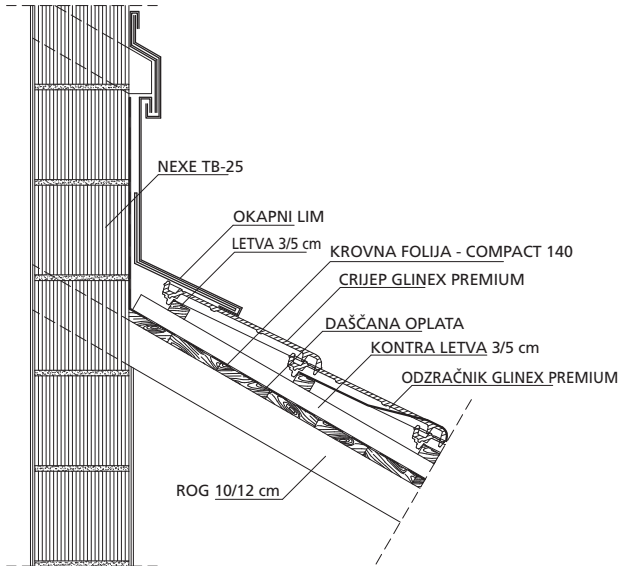 NEXE TB-25
OKAPNI LIM
LETVA 3/5 cm
KROVNA FOLIJA - COMPACT 140
CRIJEP GLINEX PREMIUM
DAŠČANA OPLATA
KONTRA LETVA 3/5 cm
ODZRAČNIK GLINEX PREMIUM
ROG 10/12 cm